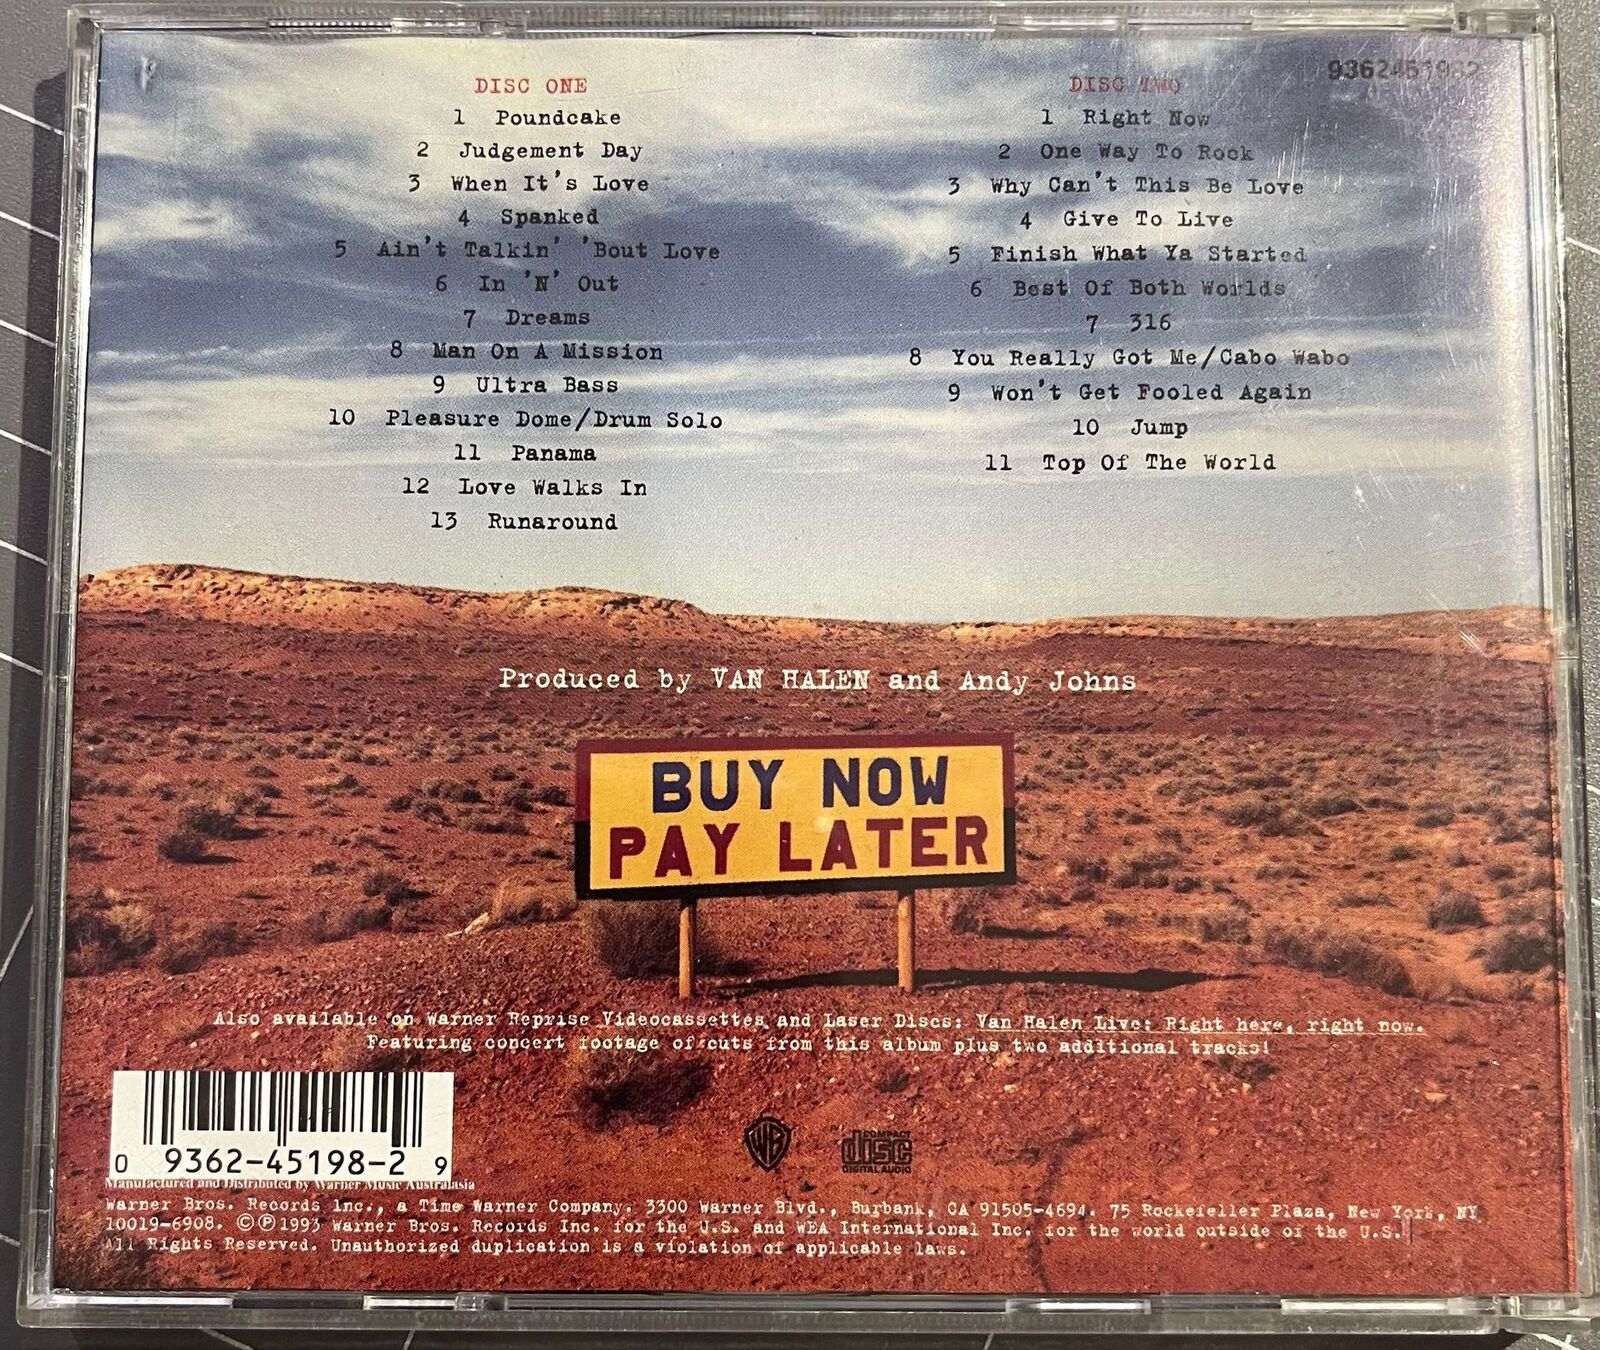 9362451982
DISC ONE
1 Poundcake
2 Judgement Day
3 When It's Love
4 Spanked
5 Ain't Talkin' 'Bout Love
6 In 'N' Out
7 Dreams
8 Man On A Mission
9 Ultra Bass
10 Pleasure Dome/Drum Solo
11 Panama
12 Love Walks In
13 Runaround
DISC TWO
1 Right Now
2 One Way To Rock
3 Why Can't This Be Love
4 Give To Live
5 Finish What Ya Started
6 Best Of Both Worlds
7 316
8 You Really Got Me/Cabo Wabo
9 Won't Get Fooled Again
10 Jump
11 Top Of The World
Produced by VAN HALEN and Andy Johns
BUY NOW
PAY LATER
Also available on Warner Reprise Videocassettes and Laser Discs: Van Halen Live: Right here, right now.
Featuring concert footage of cuts from this album plus two additional tracks!
0 9362-45198-2 9
WB
COMPACT
disc
DIGITAL AUDIO
Manufactured and Distributed by Warner Music Australasia
Warner Bros. Records Inc., a Time Warner Company. 3300 Warner Blvd., Burbank, CA 91505-4694. 75 Rockefeller Plaza, New York, NY
10019-6908. ©℗1993 Warner Bros. Records Inc. for the U.S. and WEA International Inc. for the world outside of the U.S.
All Rights Reserved. Unauthorized duplication is a violation of applicable laws.